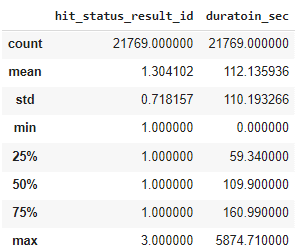 hit_status_result_id duratoin_sec
count 21769.000000 21769.000000
mean 1.304102 112.135936
std 0.718157 110.193266
min 1.000000 0.000000
25% 1.000000 59.340000
50% 1.000000 109.900000
75% 1.000000 160.990000
max 3.000000 5874.710000